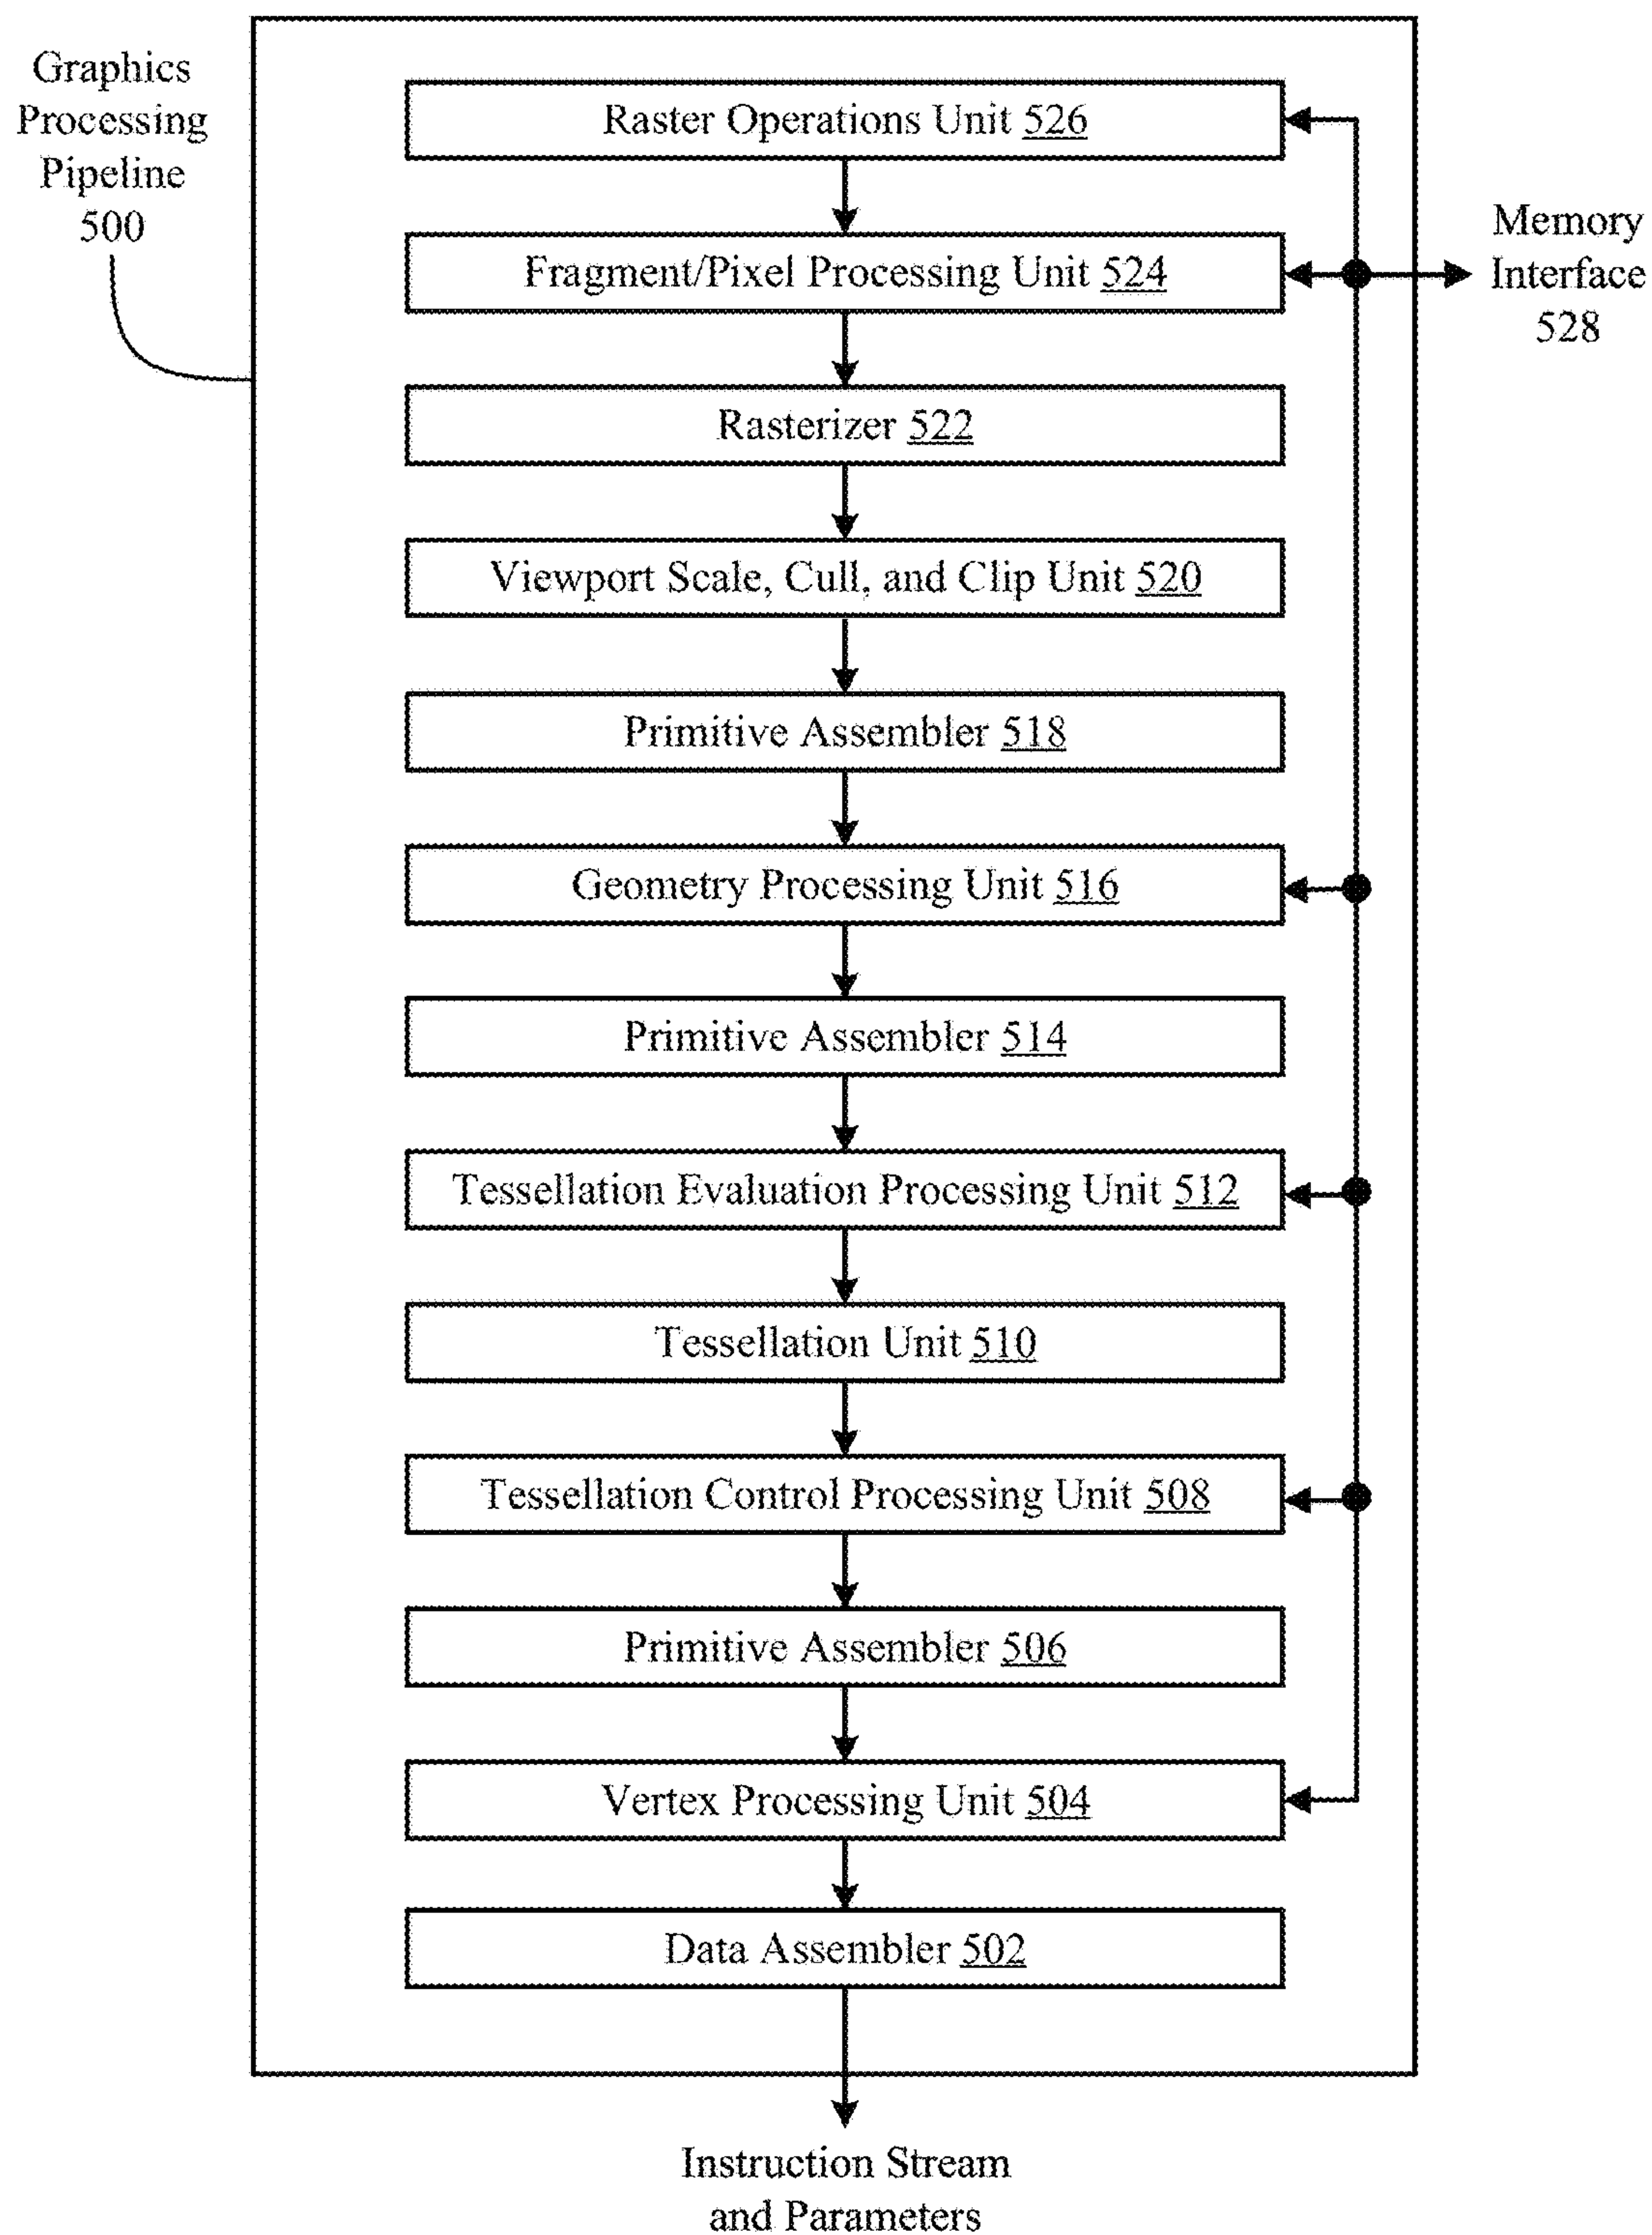 Graphics
Processing
Pipeline
500
Raster Operations Unit 526
Fragment/Pixel Processing Unit 524
Memory
Interface
528
Rasterizer 522
Viewport Scale, Cull, and Clip Unit 520
Primitive Assembler 518
Geometry Processing Unit 516
Primitive Assembler 514
Tessellation Evaluation Processing Unit 512
Tessellation Unit 510
Tessellation Control Processing Unit 508
Primitive Assembler 506
Vertex Processing Unit 504
Data Assembler 502
Instruction Stream
and Parameters